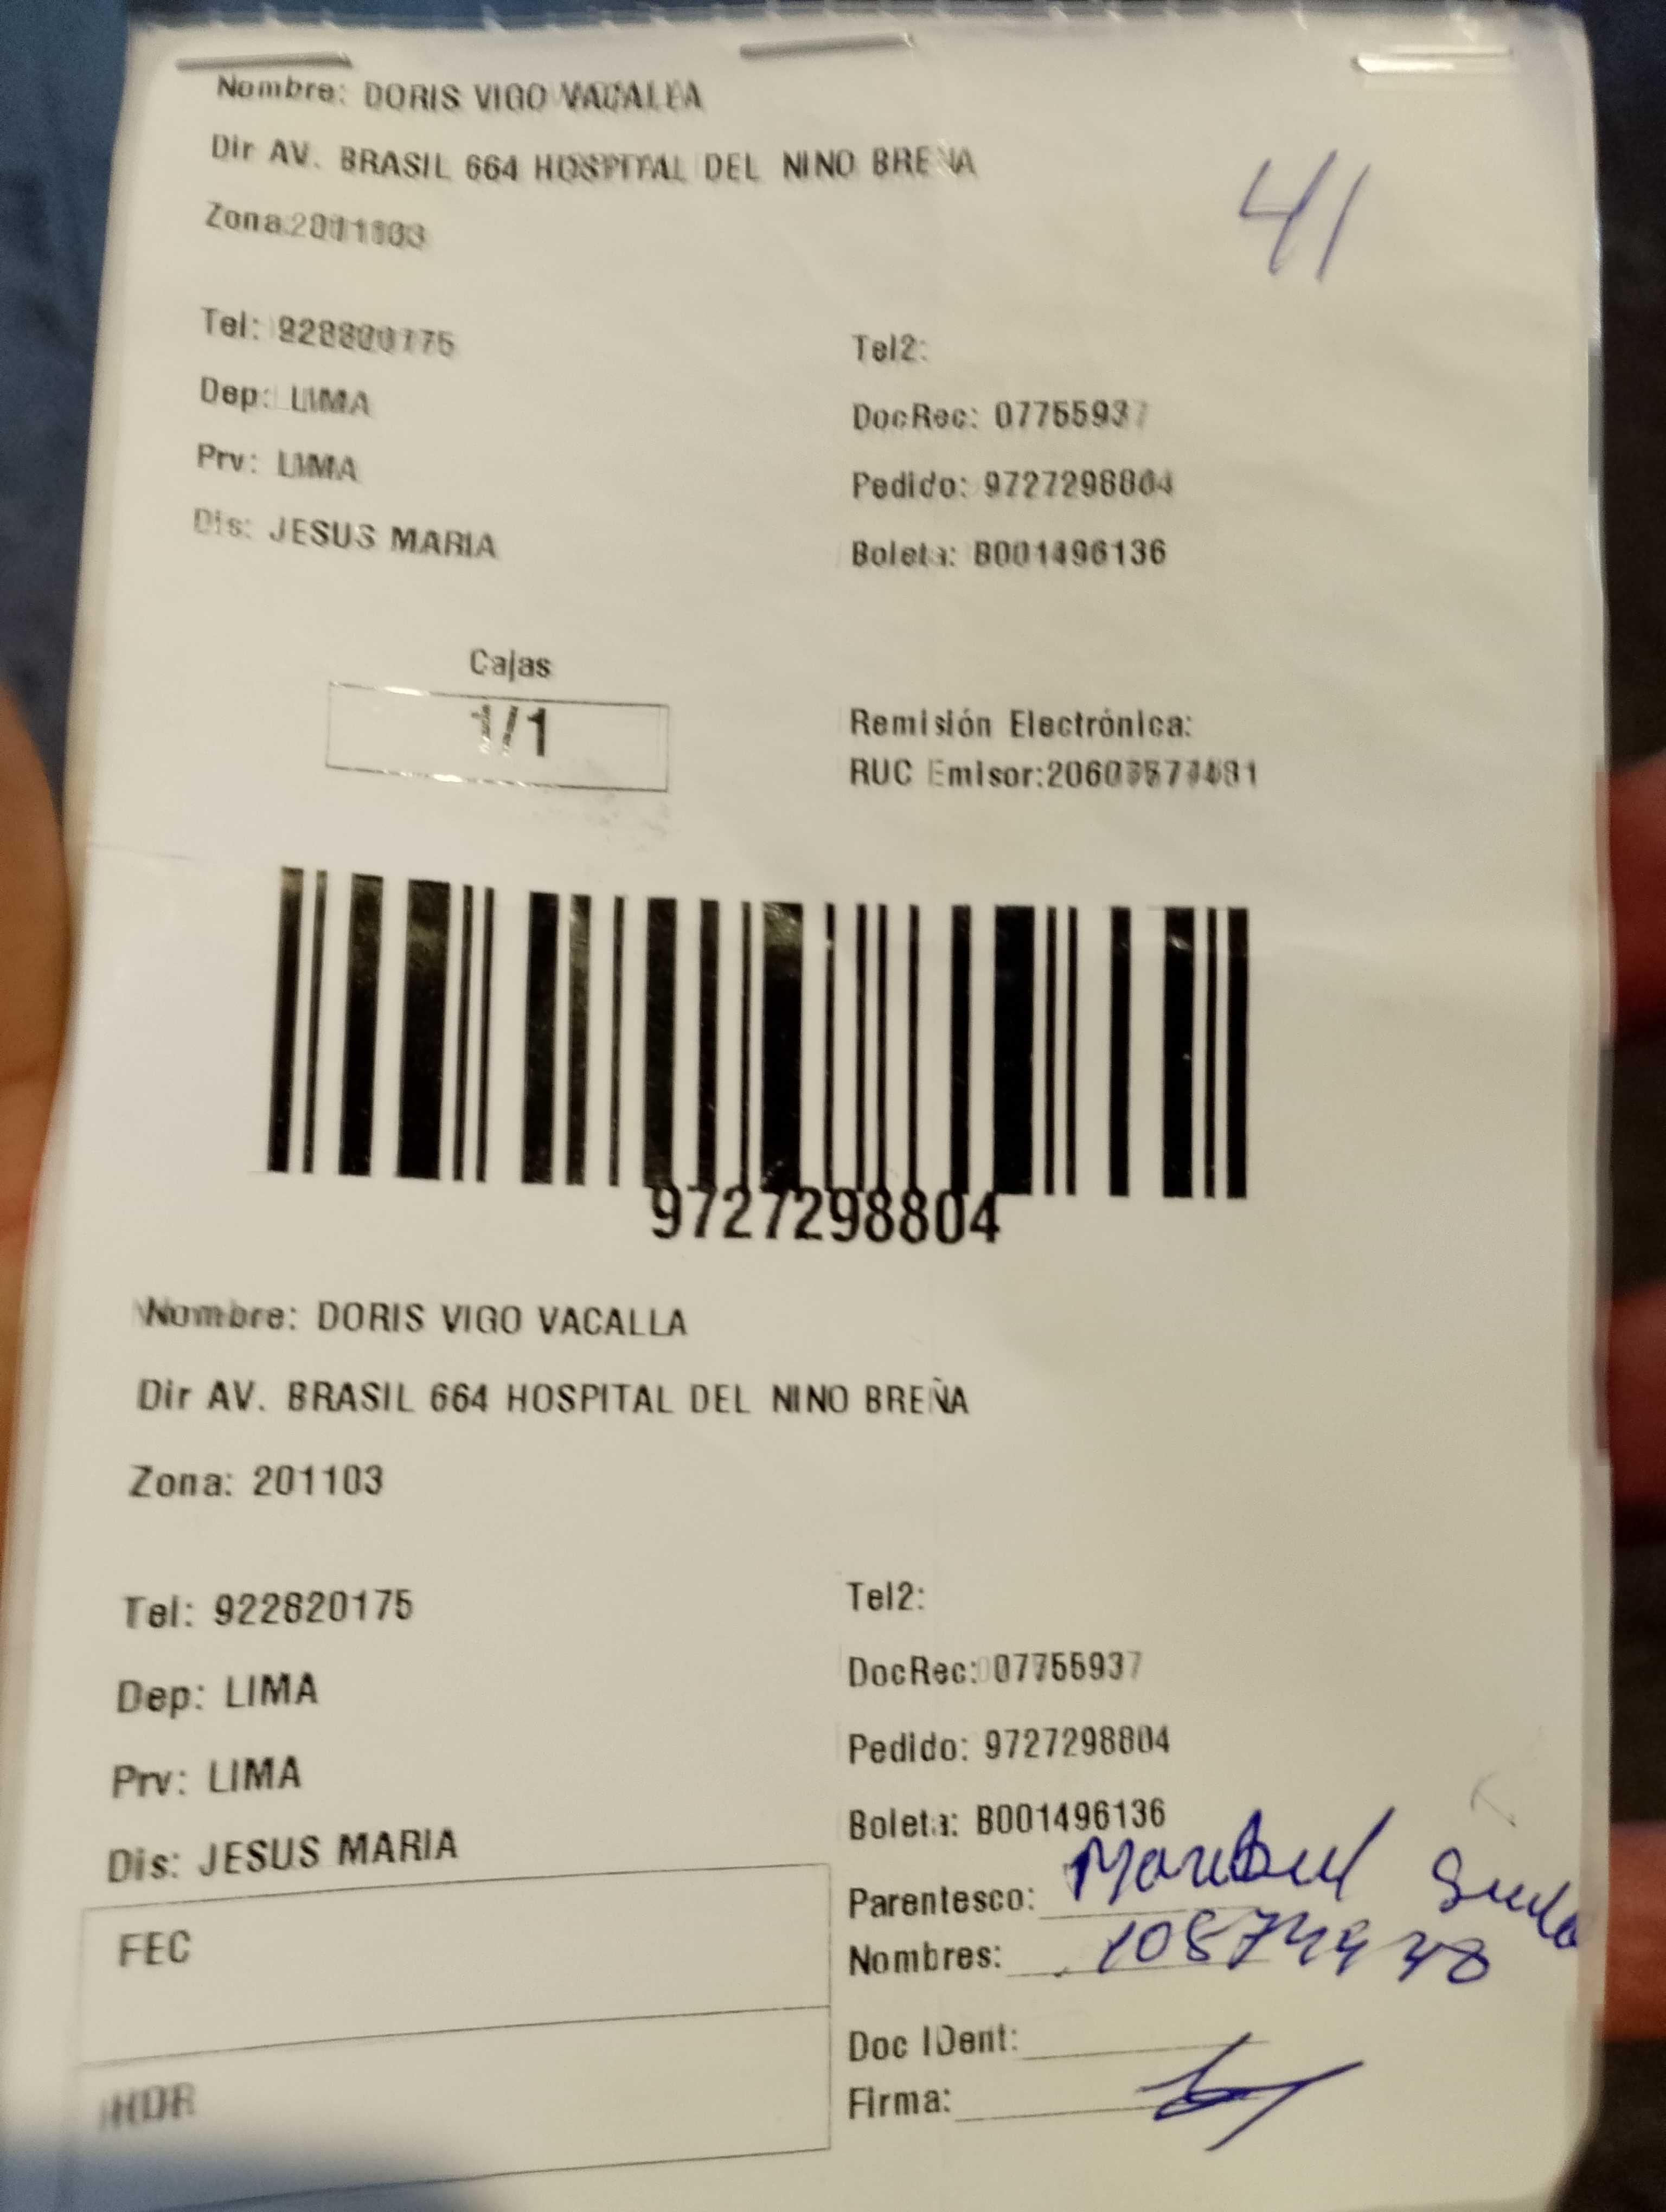 Nombre: DORIS VIGO VACALLA
Dir AV. BRASIL 664 HOSPITAL DEL NINO BREÑA
41
Zona:201103
Tel: 922820175
Tel2:
Dep: LIMA
DocRec: 07755937
Prv: LIMA
Pedido: 9727298804
Dis: JESUS MARIA
Boleta: B001496136
Cajas
1/1
Remisión Electrónica:
RUC Emisor:
9727298804
Nombre: DORIS VIGO VACALLA
Dir AV. BRASIL 664 HOSPITAL DEL NINO BREÑA
Zona: 201103
Tel: 922820175
Tel2:
Dep: LIMA
DocRec: 07755937
Prv: LIMA
Pedido: 9727298804
Dis: JESUS MARIA
Boleta: B001496136
Parentesco:
FEC
Nombres:
Doc IDent:
HDR
Firma: